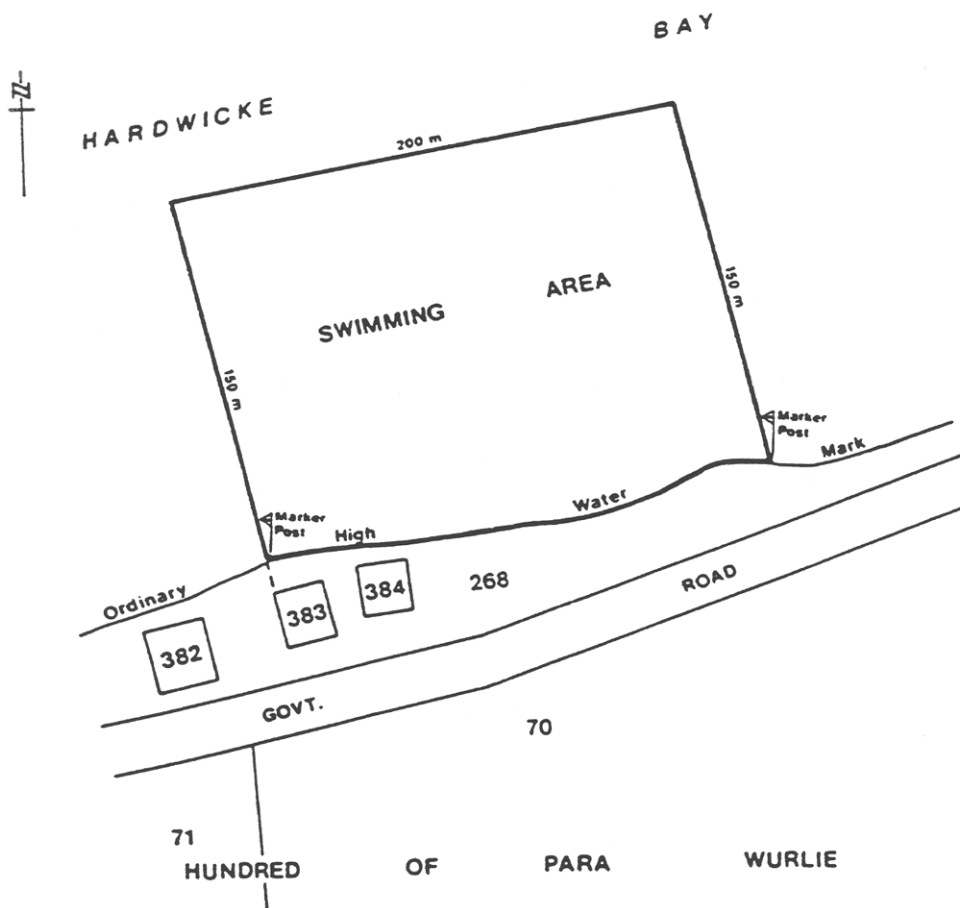 BAY
HARDWICKE
200 m
SWIMMING AREA
150 m
150 m
Marker
Post
Marker
Post
Ordinary High Water Mark
382
383
384
268
GOVT. ROAD
70
71
HUNDRED OF PARA WURLIE